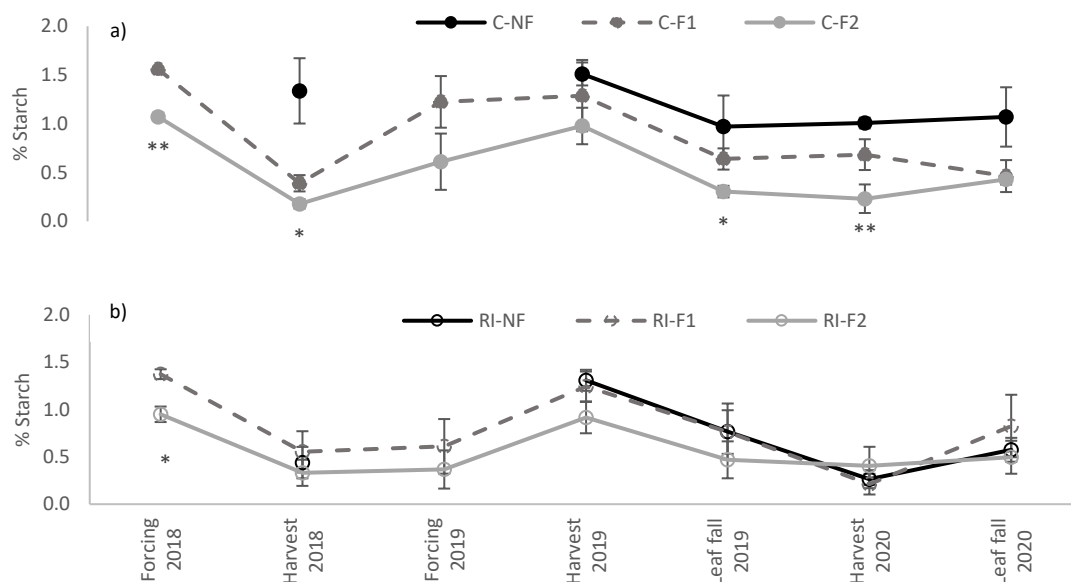 a)
C-NF
C-F1
C-F2
2.0
1.5
1.0
0.5
0.0
% Starch
**
*
*
**
b)
RI-NF
RI-F1
RI-F2
2.0
1.5
1.0
0.5
0.0
% Starch
*
Forcing
2018
Harvest
2018
Forcing
2019
Harvest
2019
Leaf fall
2019
Harvest
2020
Leaf fall
2020